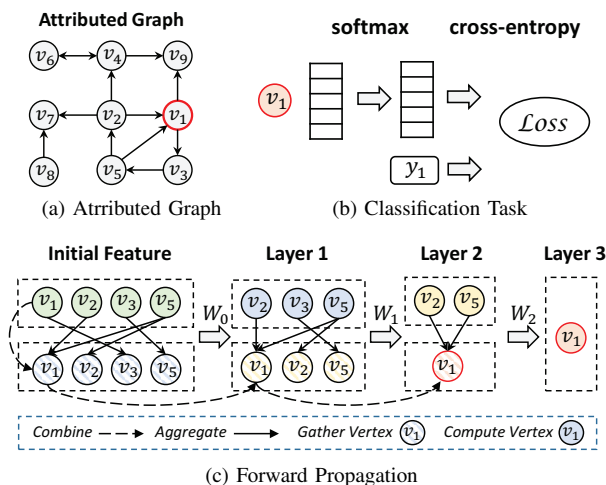 Attributed Graph
v6 v4 v9
v7 v2 v1
v8 v5 v3
(a) Atrributed Graph
softmax cross-entropy
v1
Loss
y1
(b) Classification Task
Initial Feature Layer 1 Layer 2 Layer 3
v1 v2 v3 v5 W0 v2 v3 v5 W1 v2 v5 W2
v1
v1 v2 v3 v5 v1 v2 v5 v1
Combine Aggregate Gather Vertex v1 Compute Vertex v1
(c) Forward Propagation